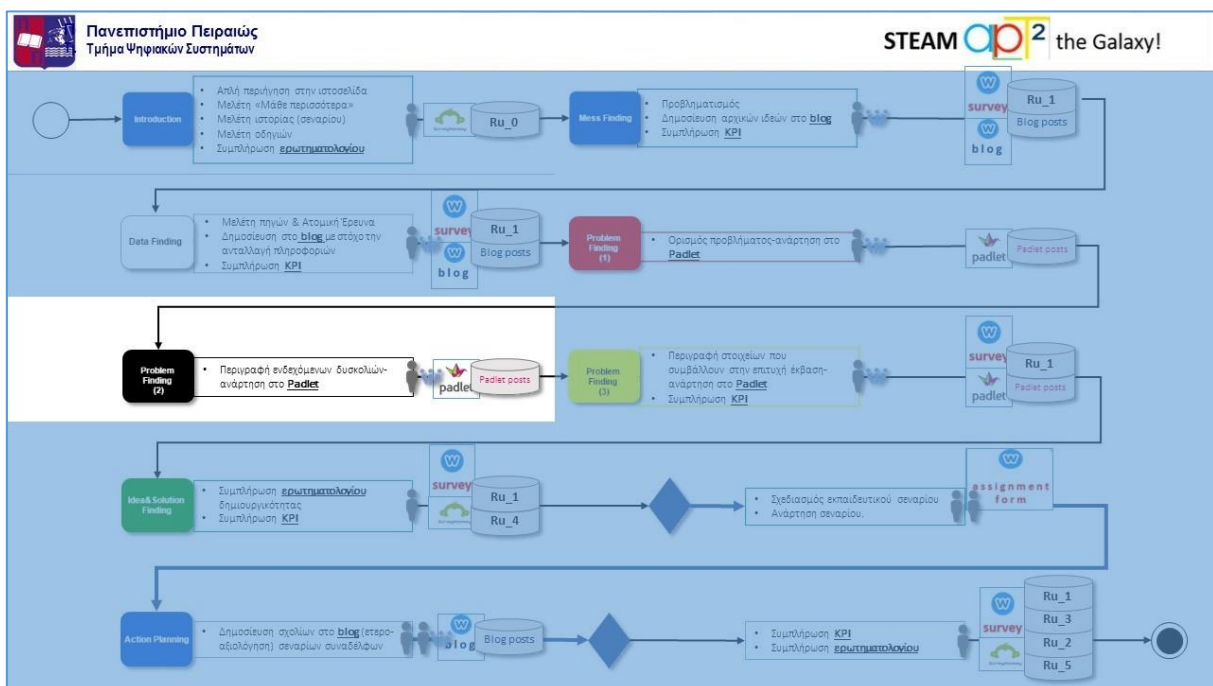 Πανεπιστήμιο Πειραιώς
Τμήμα Ψηφιακών Συστημάτων
STEAM apT2 the Galaxy!
Introduction
• Απλή περιήγηση στην ιστοσελίδα
• Μελέτη «Μάθε περισσότερα»
• Μελέτη ιστορίας (σεναρίου)
• Μελέτη οδηγιών
• Συμπλήρωση ερωτηματολογίου
Ru_0
Mess Finding
• Προβληματισμός
• Δημοσίευση αρχικών ιδεών στο blog
• Συμπλήρωση KPI
survey
blog
Ru_1
Blog posts
Data Finding
• Μελέτη πηγών & Ατομική Έρευνα
• Δημοσίευση στο blog με στόχο την
ανταλλαγή πληροφοριών
• Συμπλήρωση KPI
survey
blog
Ru_1
Blog posts
Problem
Finding
(1)
• Ορισμός προβλήματος-ανάρτηση στο
Padlet
padlet
Padlet posts
Problem
Finding
(2)
• Περιγραφή ενδεχόμενων δυσκολιών-
ανάρτηση στο Padlet
padlet
Padlet posts
Problem
Finding
(3)
• Περιγραφή στοιχείων που
συμβάλλουν στην επιτυχή έκβαση-
ανάρτηση στο Padlet
• Συμπλήρωση KPI
survey
padlet
Ru_1
Padlet posts
Idea&Solution
Finding
• Συμπλήρωση ερωτηματολογίου
δημιουργικότητας
• Συμπλήρωση KPI
survey
Ru_1
Ru_4
• Σχεδιασμός εκπαιδευτικού σεναρίου
• Ανάρτηση σεναρίου.
assignment
form
Action Planning
• Δημοσίευση σχολίων στο blog (ετερο-
αξιολόγηση) σεναρίων συναδέλφων
blog
Blog posts
• Συμπλήρωση KPI
• Συμπλήρωση ερωτηματολογίου
survey
Ru_1
Ru_3
Ru_2
Ru_5